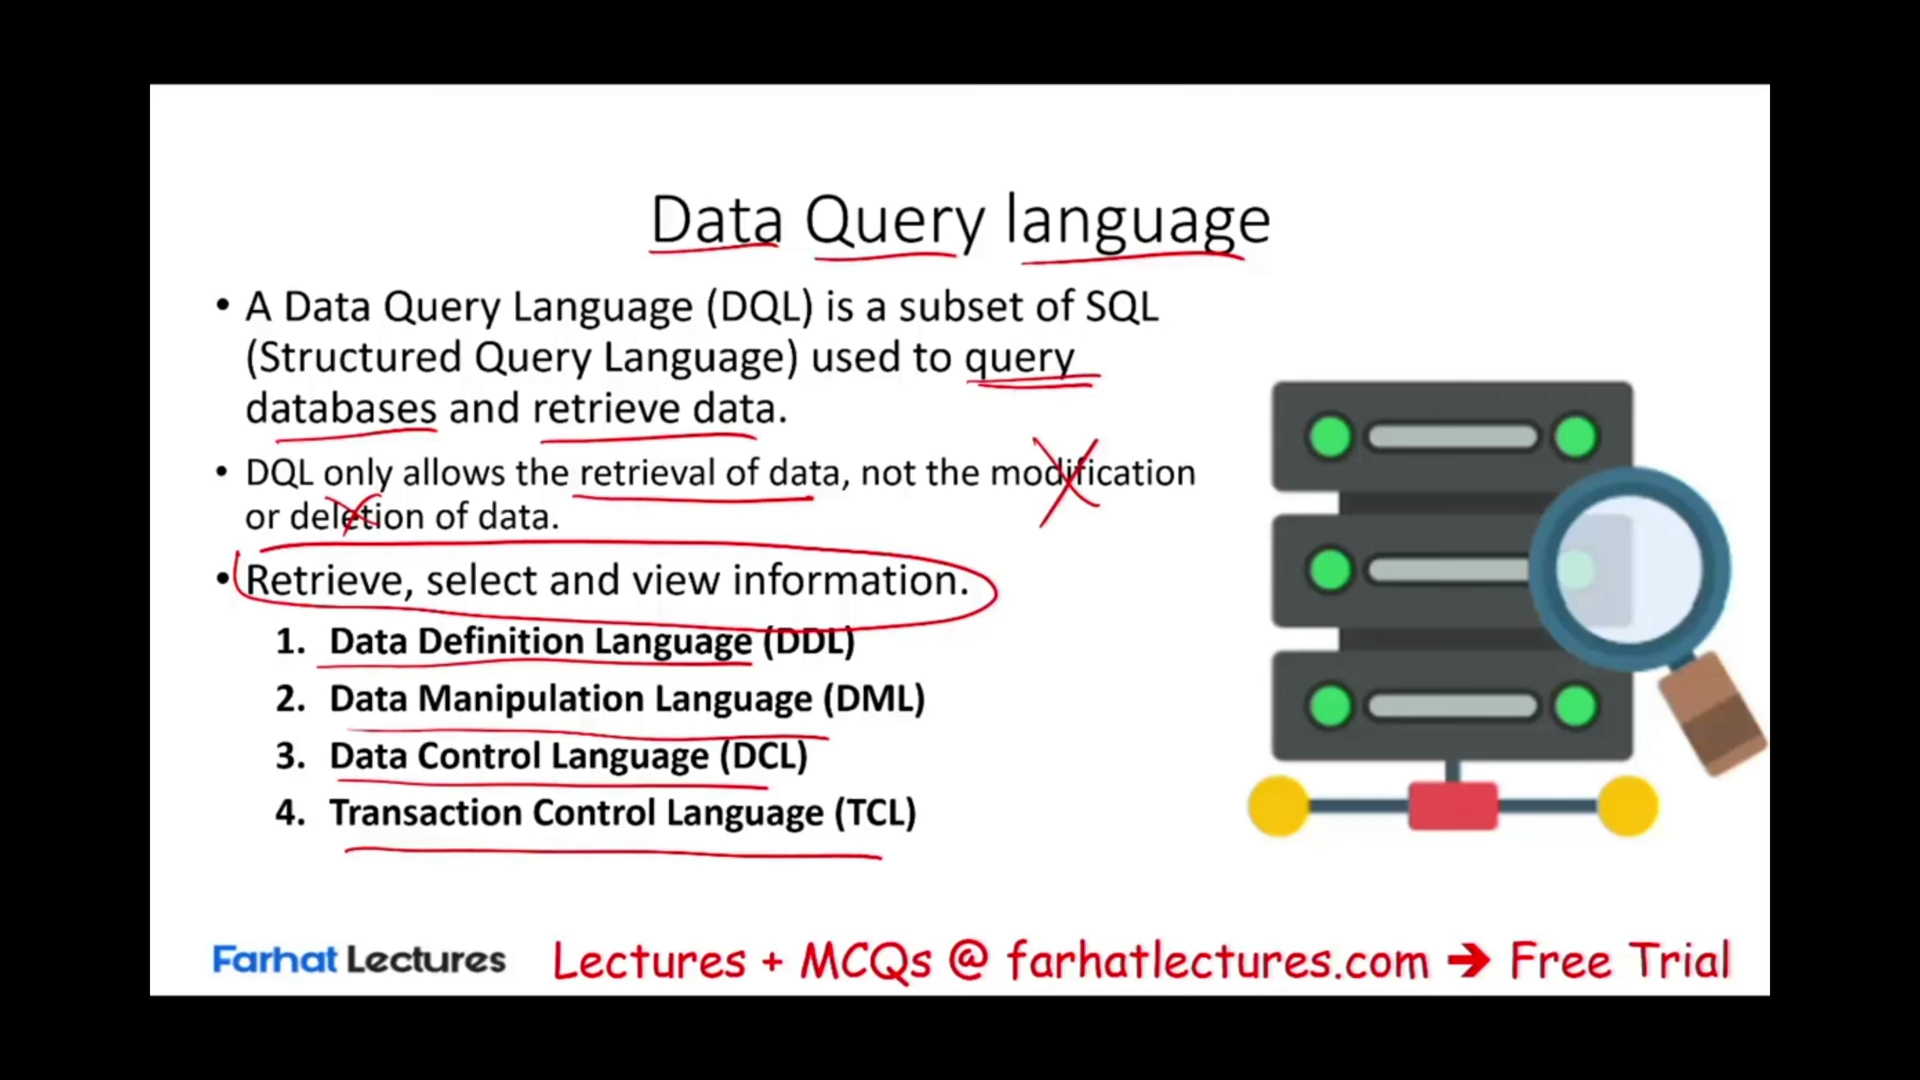 Data Query language
• A Data Query Language (DQL) is a subset of SQL
(Structured Query Language) used to query
databases and retrieve data.
• DQL only allows the retrieval of data, not the modification
or deletion of data.
• Retrieve, select and view information.
1. Data Definition Language (DDL)
2. Data Manipulation Language (DML)
3. Data Control Language (DCL)
4. Transaction Control Language (TCL)
Farhat Lectures Lectures + MCQs @ farhatlectures.com ➔ Free Trial